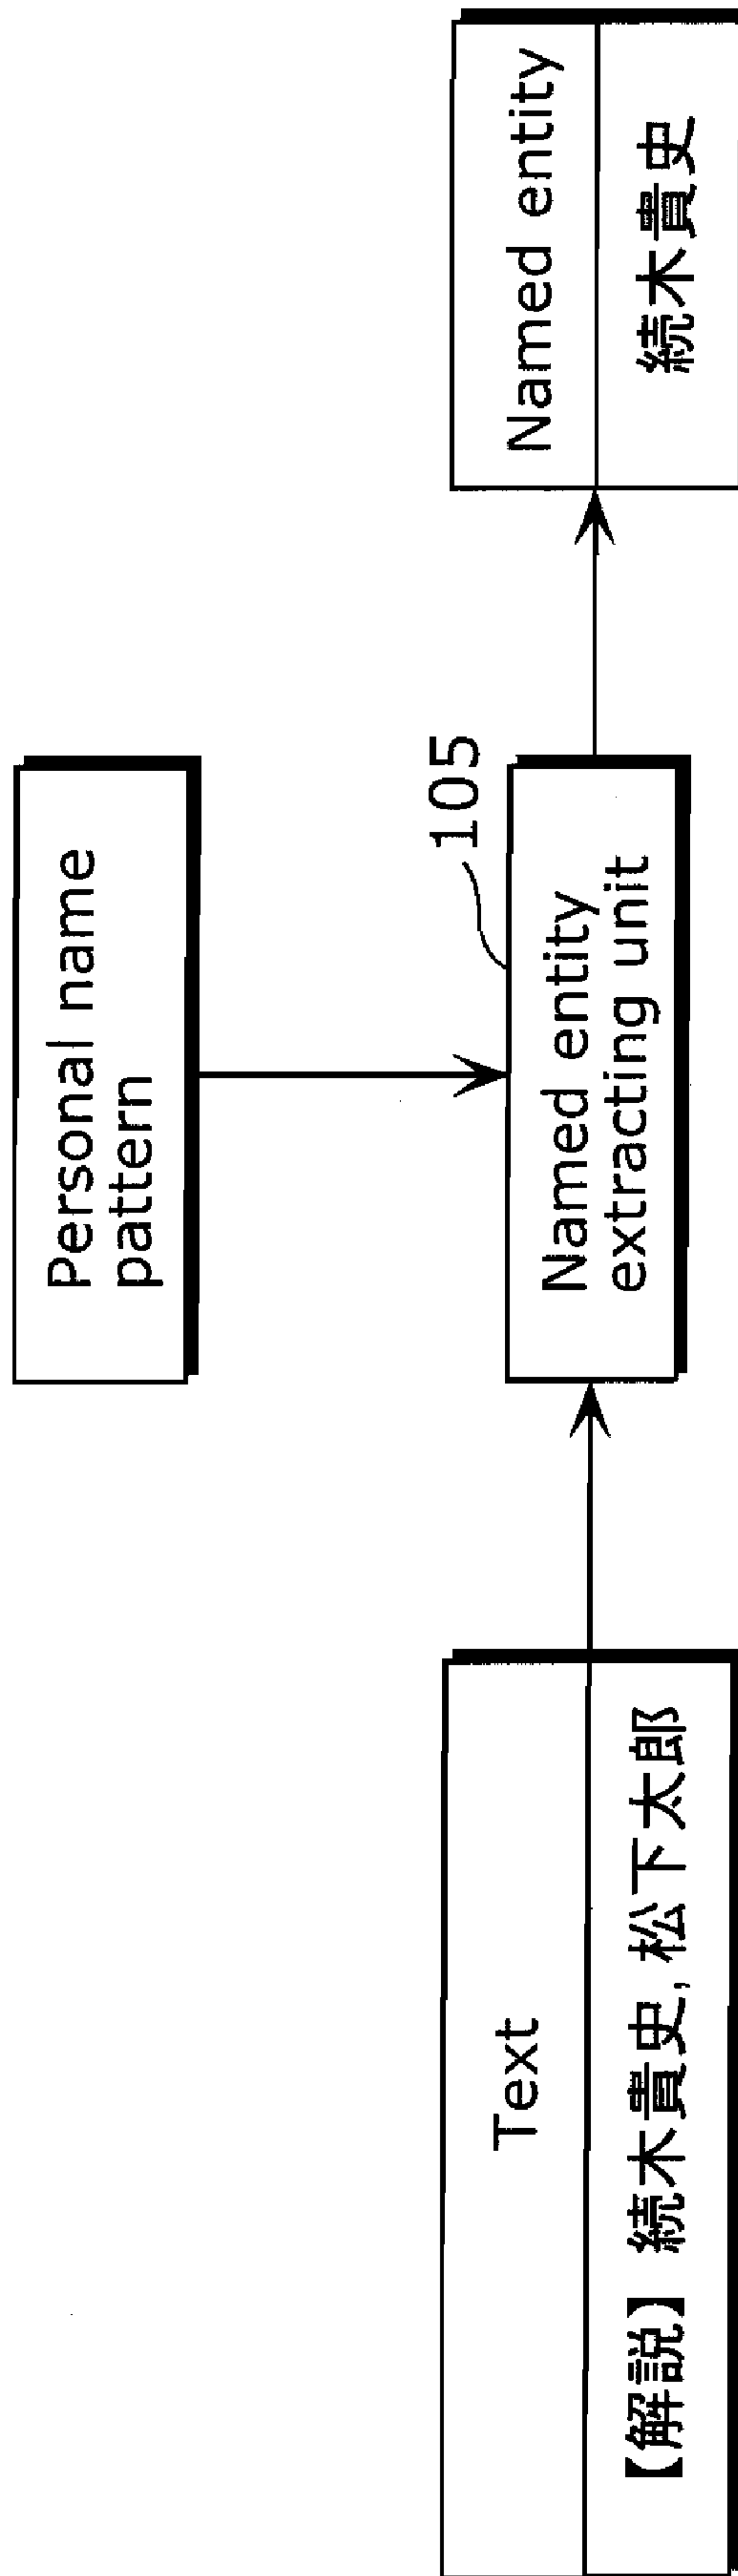 Personal name
pattern
Text
【解説】 続木貴史, 松下太郎
105
Named entity
extracting unit
Named entity
続木貴史